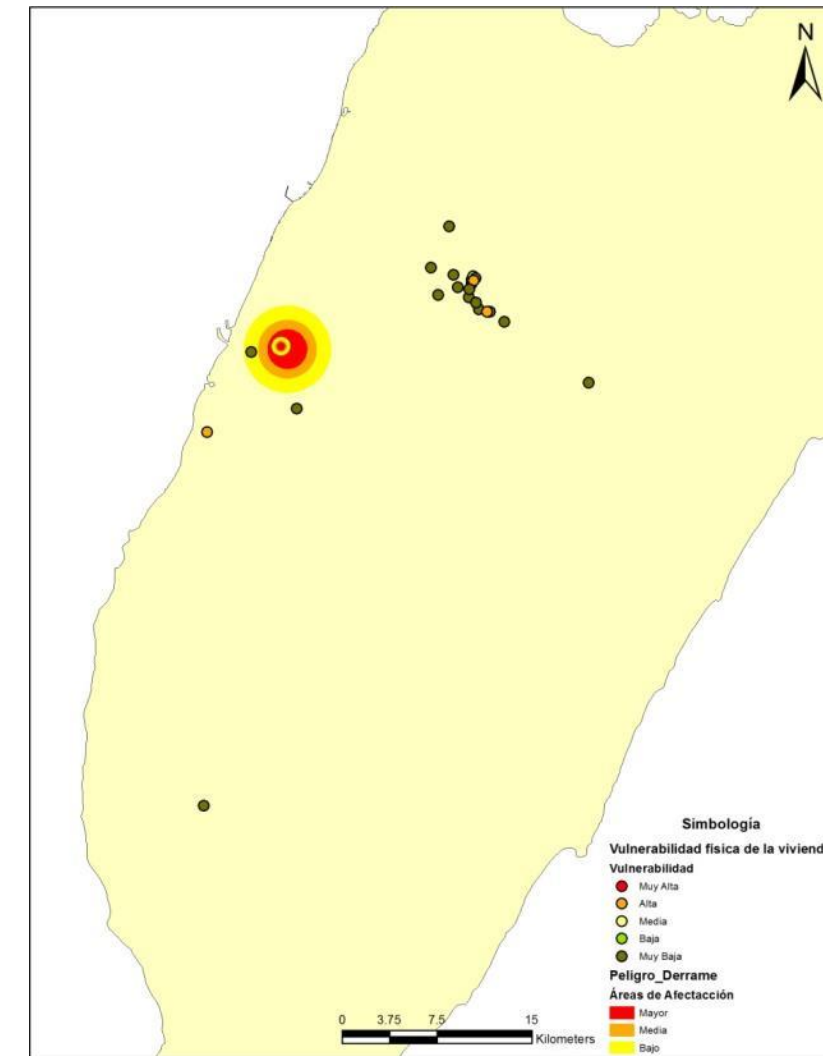 N
Simbología
Vulnerabilidad fisica de la viviend
Vulnerabilidad
Muy Alta
Alta
Media
Baja
Muy Baja
Peligro_Derrame
Áreas de Afectacción
Mayor
Media
Bajo
0 3.75 7.5 15
Kilometers